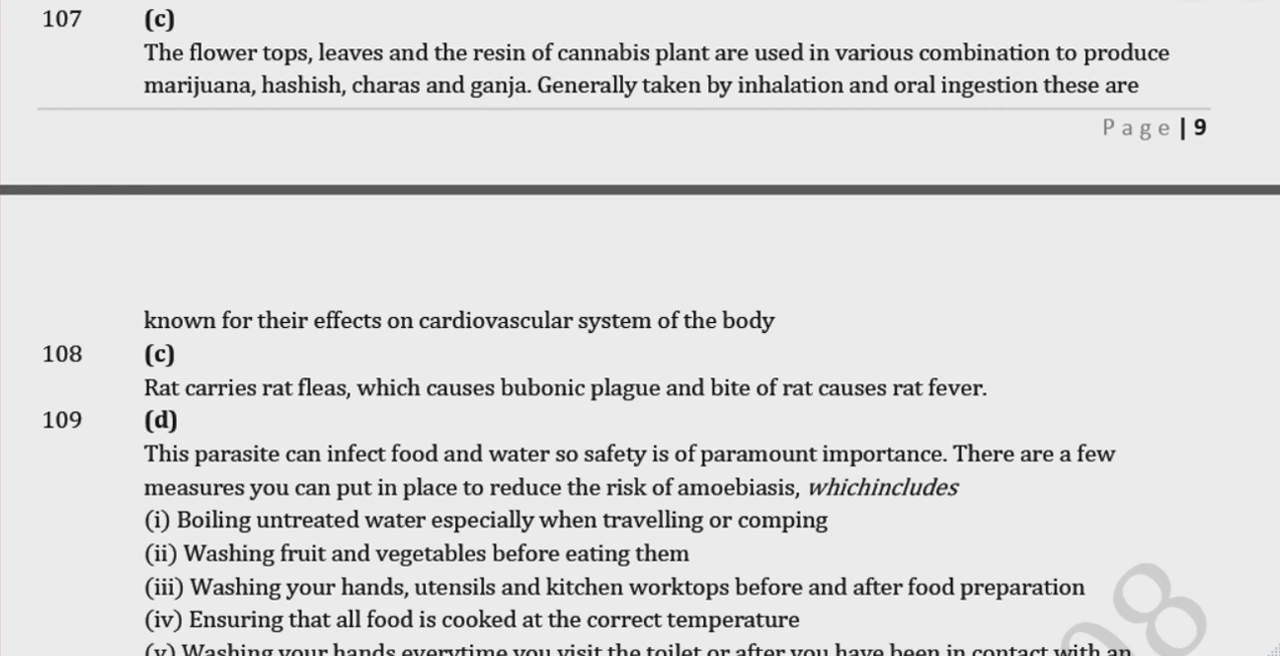 107 (c)
The flower tops, leaves and the resin of cannabis plant are used in various combination to produce
marijuana, hashish, charas and ganja. Generally taken by inhalation and oral ingestion these are
Page | 9
known for their effects on cardiovascular system of the body
108 (c)
Rat carries rat fleas, which causes bubonic plague and bite of rat causes rat fever.
109 (d)
This parasite can infect food and water so safety is of paramount importance. There are a few
measures you can put in place to reduce the risk of amoebiasis, whichincludes
(i) Boiling untreated water especially when travelling or comping
(ii) Washing fruit and vegetables before eating them
(iii) Washing your hands, utensils and kitchen worktops before and after food preparation
(iv) Ensuring that all food is cooked at the correct temperature
(v) Washing your hands everytime you visit the toilet or after you have been in contact with an